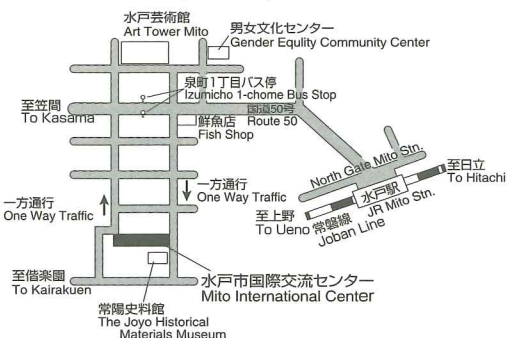 水戸芸術館
Art Tower Mito
男女文化センター
Gender Equlity Community Center
泉町1丁目バス停
Izumicho 1-chome Bus Stop
至笠間
To Kasama
国道50号
Route 50
鮮魚店
Fish Shop
North Gate Mito Stn.
至日立
To Hitachi
水戸駅
JR Mito Stn.
一方通行
One Way Traffic
一方通行
One Way Traffic
至上野
To Ueno
常磐線
Joban Line
至偕楽園
To Kairakuen
水戸市国際交流センター
Mito International Center
常陽史料館
The Joyo Historical
Materials Museum